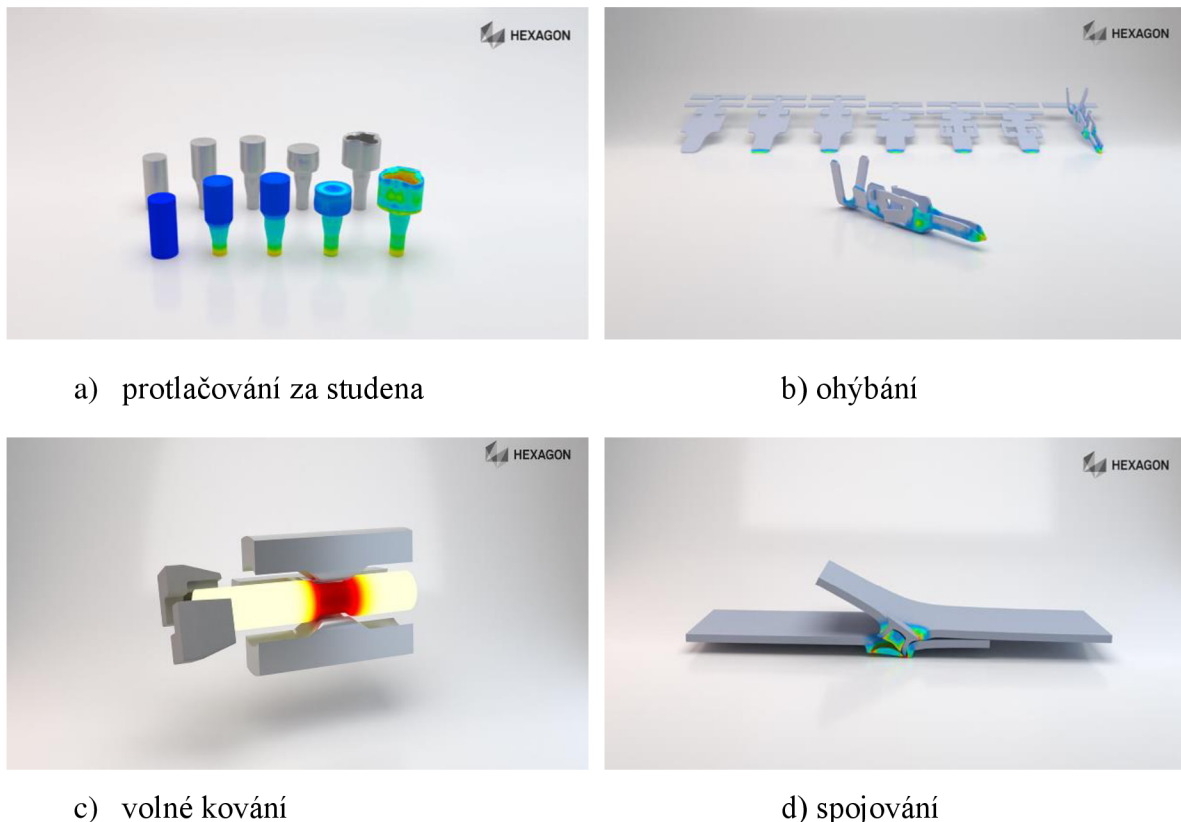 HEXAGON
HEXAGON
a) protlačování za studena
b) ohýbání
HEXAGON
HEXAGON
c) volné kování
d) spojování